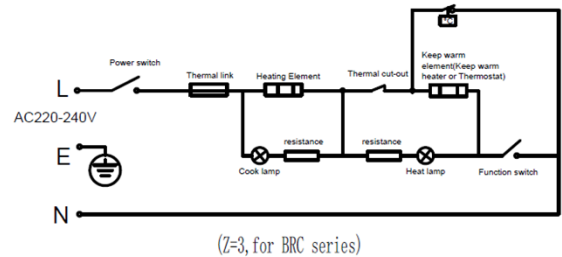 Power switch
L
Thermal link
Heating Element
Thermal cut-out
Keep warm
element(Keep warm
heater or Thermostat)
AC220-240V
E
resistance
resistance
Cook lamp
Heat lamp
Function switch
N
(Z=3,for BRC series)